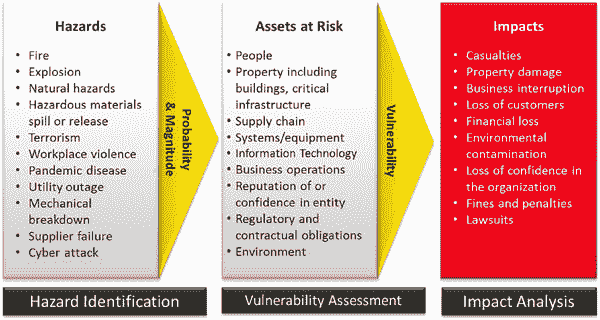 Hazards
Fire
Explosion
Natural hazards
Hazardous materials
spill or release
Terrorism
Workplace violence
Pandemic disease
Utility outage
Mechanical
breakdown
Supplier failure
Cyber attack
Probability
& Magnitude
Assets at Risk
People
Property including
buildings, critical
infrastructure
Supply chain
Systems/equipment
Information Technology
Business operations
Reputation of or
confidence in entity
Regulatory and
contractual obligations
Environment
Vulnerability
Impacts
Casualties
Property damage
Business interruption
Loss of customers
Financial loss
Environmental
contamination
Loss of confidence in
the organization
Fines and penalties
Lawsuits
Hazard Identification
Vulnerability Assessment
Impact Analysis